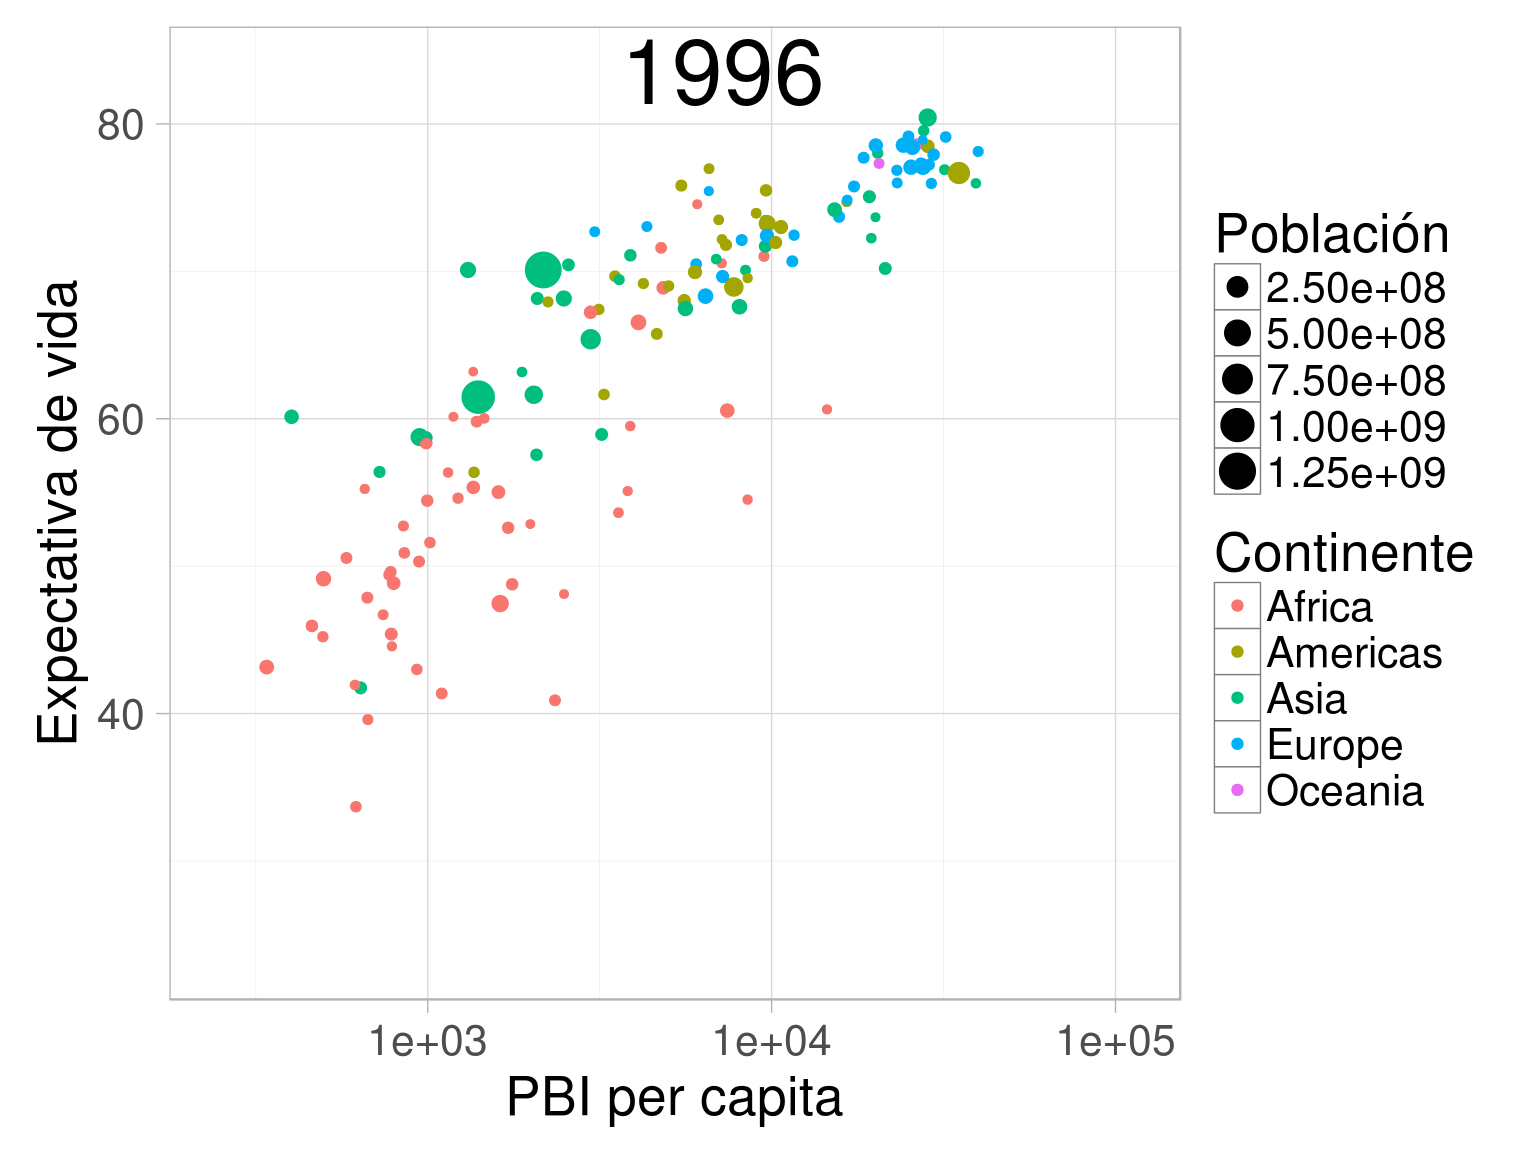 1996
80
60
40
Expectativa de vida
1e+03
1e+04
1e+05
PBI per capita
Población
2.50e+08
5.00e+08
7.50e+08
1.00e+09
1.25e+09
Continente
Africa
Americas
Asia
Europe
Oceania